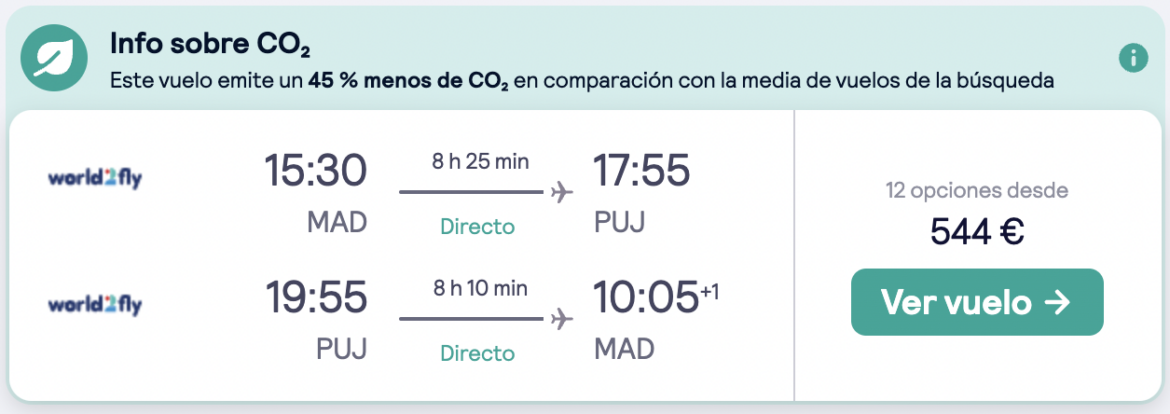 Info sobre CO₂
Este vuelo emite un 45 % menos de CO₂ en comparación con la media de vuelos de la búsqueda
world2fly
15:30
8 h 25 min
17:55
MAD
Directo
PUJ
world2fly
19:55
8 h 10 min
10:05+1
PUJ
Directo
MAD
12 opciones desde
544 €
Ver vuelo →